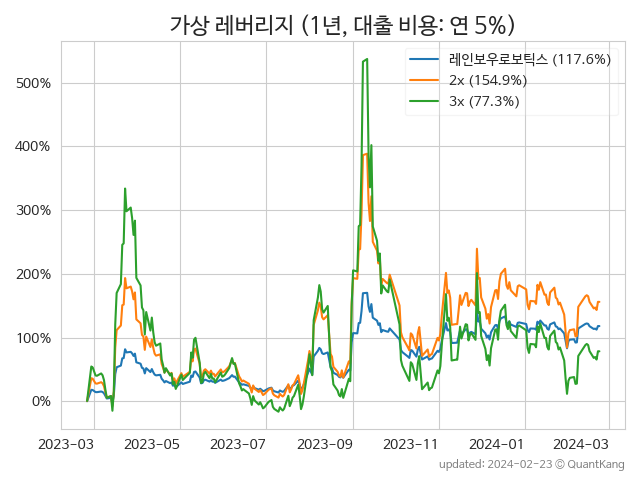 가상 레버리지 (1년, 대출 비용: 연 5%)
레인보우로보틱스 (117.6%)
2x (154.9%)
3x (77.3%)
500%
400%
300%
200%
100%
0%
2023-03 2023-05 2023-07 2023-09 2023-11 2024-01 2024-03
updated: 2024-02-23 © QuantKang